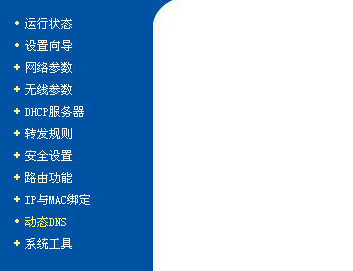 运行状态
设置向导
网络参数
无线参数
DHCP服务器
转发规则
安全设置
路由功能
IP与MAC绑定
动态DNS
系统工具